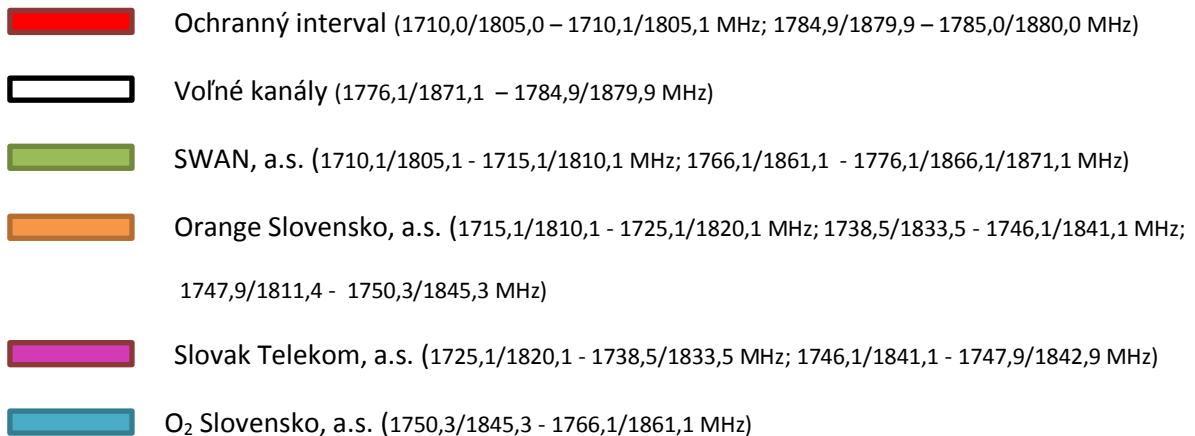 Ochranný interval (1710,0/1805,0 – 1710,1/1805,1 MHz; 1784,9/1879,9 – 1785,0/1880,0 MHz)
Voľné kanály (1776,1/1871,1 – 1784,9/1879,9 MHz)
SWAN, a.s. (1710,1/1805,1 - 1715,1/1810,1 MHz; 1766,1/1861,1 - 1776,1/1866,1/1871,1 MHz)
Orange Slovensko, a.s. (1715,1/1810,1 - 1725,1/1820,1 MHz; 1738,5/1833,5 - 1746,1/1841,1 MHz;
1747,9/1811,4 - 1750,3/1845,3 MHz)
Slovak Telekom, a.s. (1725,1/1820,1 - 1738,5/1833,5 MHz; 1746,1/1841,1 - 1747,9/1842,9 MHz)
O₂ Slovensko, a.s. (1750,3/1845,3 - 1766,1/1861,1 MHz)